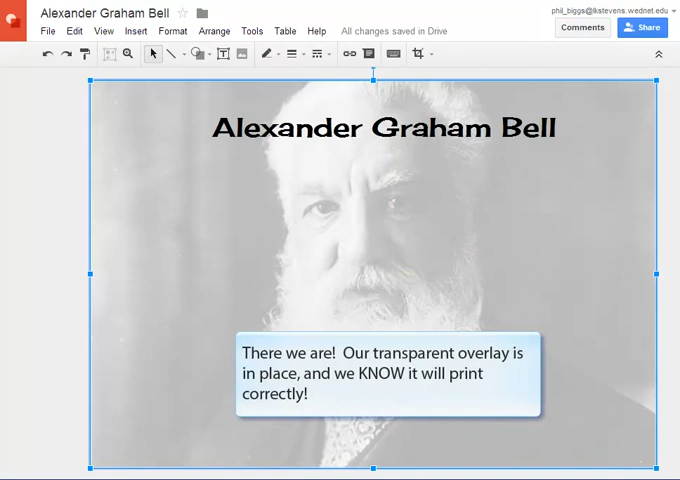 Alexander Graham Bell
phil_biggs@lkstevens.wednet.edu
File Edit View Insert Format Arrange Tools Table Help All changes saved in Drive
Comments Share
Alexander Graham Bell
There we are! Our transparent overlay is
in place, and we KNOW it will print
correctly!